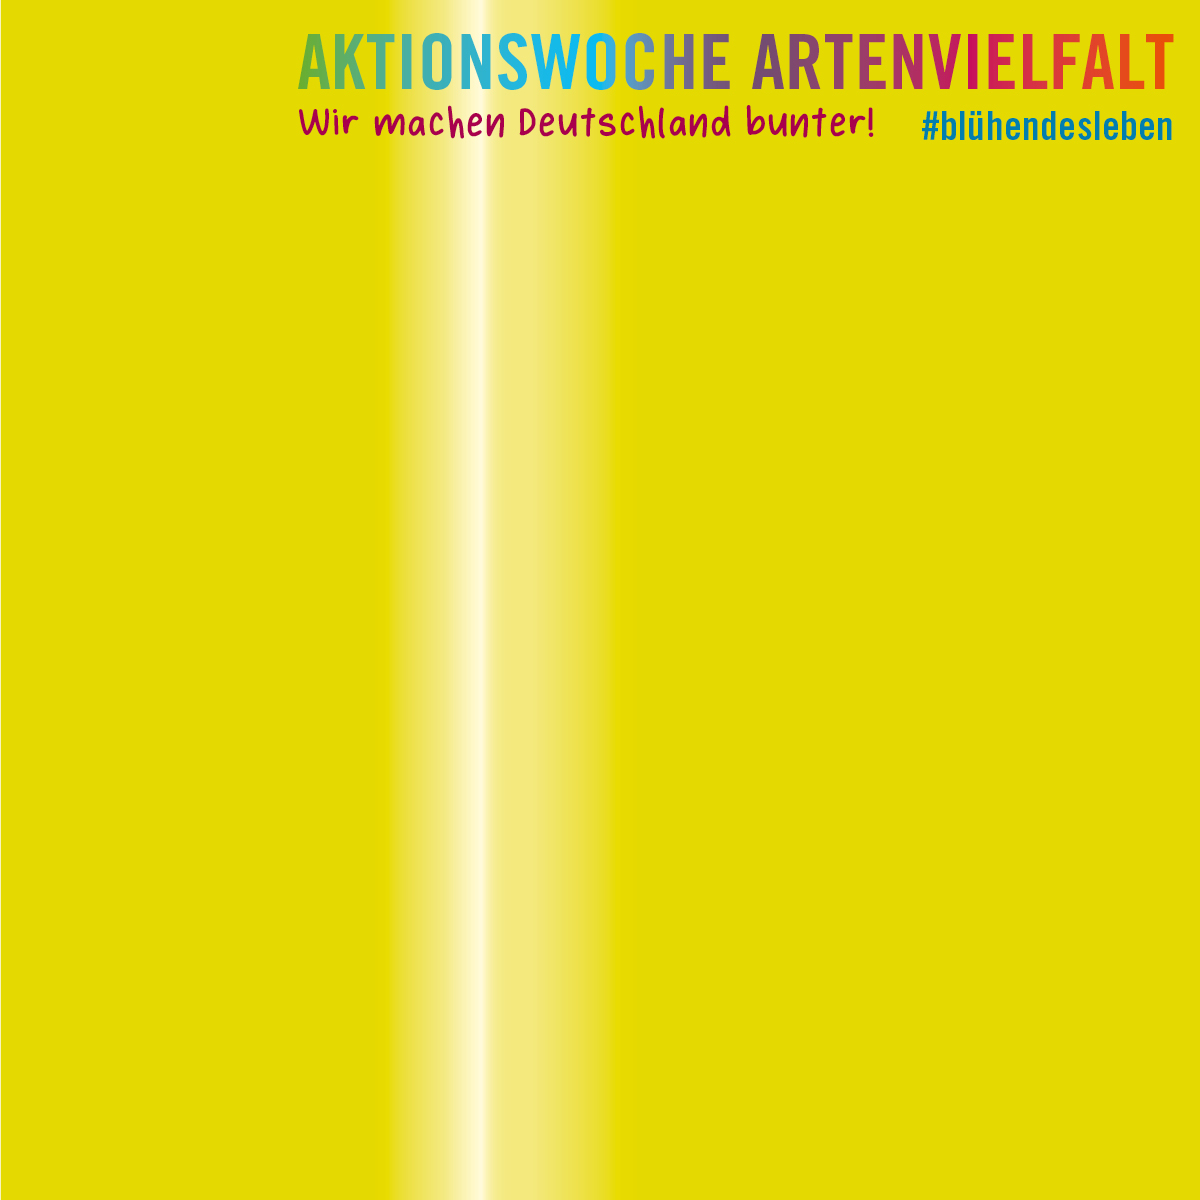 AKTIONSWOCHE ARTENVIELFALT
Wir machen Deutschland bunter! #blühendesleben